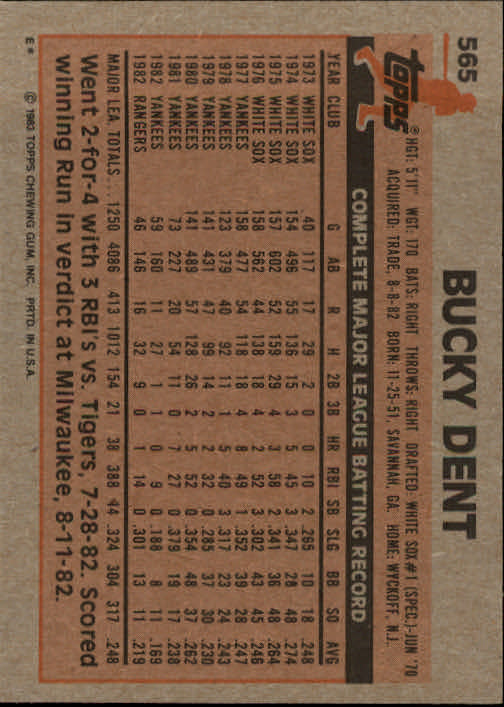 565
BUCKY DENT
TOPPS® HGT: 5'11" WGT: 170 BATS: RIGHT THROWS: RIGHT DRAFTED: WHITE SOX #1 (SPEC.)-JUN '70
ACQUIRED: TRADE, 8-8-82 BORN: 11-25-51, SAVANNAH, GA. HOME: WYCKOFF, N.J.
COMPLETE MAJOR LEAGUE BATTING RECORD
YEAR CLUB G AB R H 2B 3B HR RBI SB SLG BB SO AVG
1973 WHITE SOX 40 117 17 29 2 0 0 10 2 .265 10 18 .248
1974 WHITE SOX 154 496 55 136 15 3 5 45 3 .347 28 48 .274
1975 WHITE SOX 157 602 52 159 29 4 3 58 2 .341 36 48 .264
1976 WHITE SOX 158 562 44 138 18 4 2 52 3 .302 43 45 .246
1977 YANKEES 158 477 54 118 18 4 8 49 1 .352 39 28 .247
1978 YANKEES 123 379 40 92 11 1 5 40 3 .317 23 24 .243
1979 YANKEES 141 431 47 99 14 2 2 32 0 .285 37 30 .230
1980 YANKEES 141 489 57 128 26 2 5 52 0 .354 48 37 .262
1981 YANKEES 73 227 20 54 11 0 7 27 0 .379 19 17 .238
1982 YANKEES 59 160 11 27 1 1 0 9 0 .188 8 11 .169
1982 RANGERS 46 146 16 32 9 0 1 14 0 .301 13 11 .219
MAJOR LEA. TOTALS... 1250 4086 413 1012 154 21 38 388 44 .324 304 317 .248
Went 2-for-4 with 3 RBI's vs. Tigers, 7-28-82. Scored
winning Run in verdict at Milwaukee, 8-11-82.
E* © 1983 TOPPS CHEWING GUM, INC. PRTD. IN U.S.A.